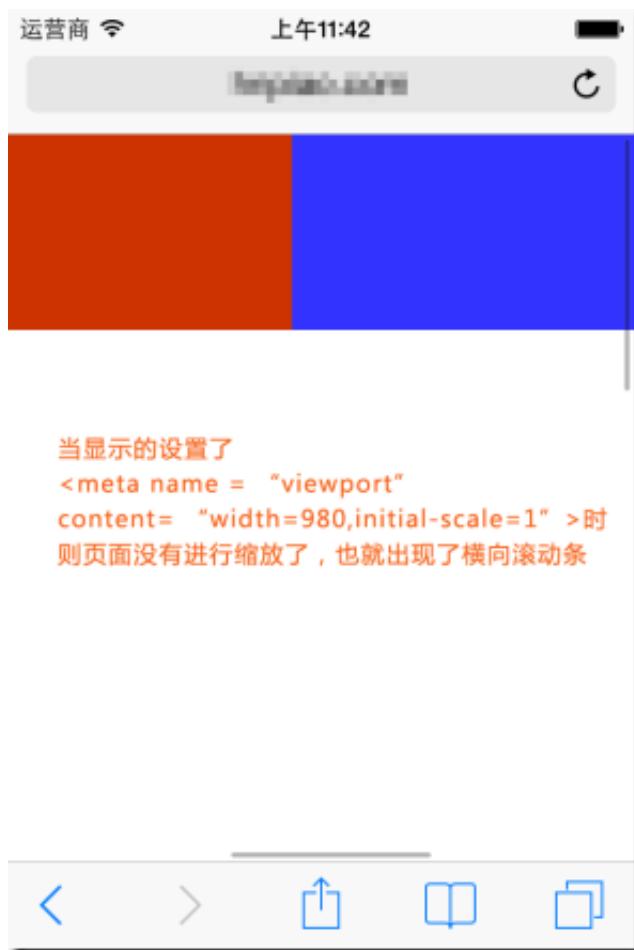 运营商
上午11:42
当显示的设置了
<meta name = “viewport”
content= “width=980,initial-scale=1” >时
则页面没有进行缩放了，也就出现了横向滚动条